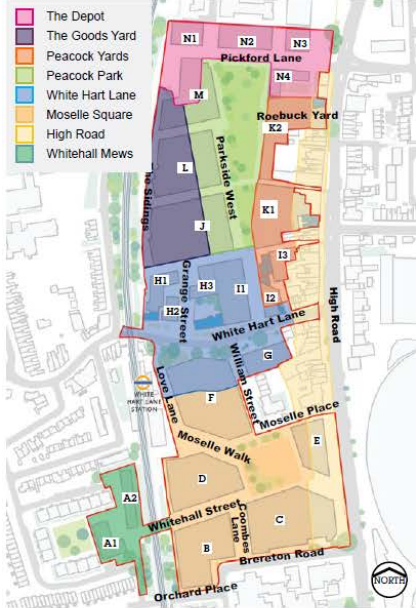 The Depot
The Goods Yard
Peacock Yards
Peacock Park
White Hart Lane
Moselle Square
High Road
Whitehall Mews
N1
N2
N3
Pickford Lane
N4
M
Roebuck Yard
K2
The Sidings
L
Parkside West
K1
J
I3
H1
Grange Street
H3
I1
I2
H2
White Hart Lane
High Road
William Street
G
Love Lane
WHITE
HART LANE
STATION
F
Moselle Place
Moselle Walk
E
D
A2
Whitehall Street
Coombes
Lane
C
A1
B
Brereton Road
Orchard Place
NORTH